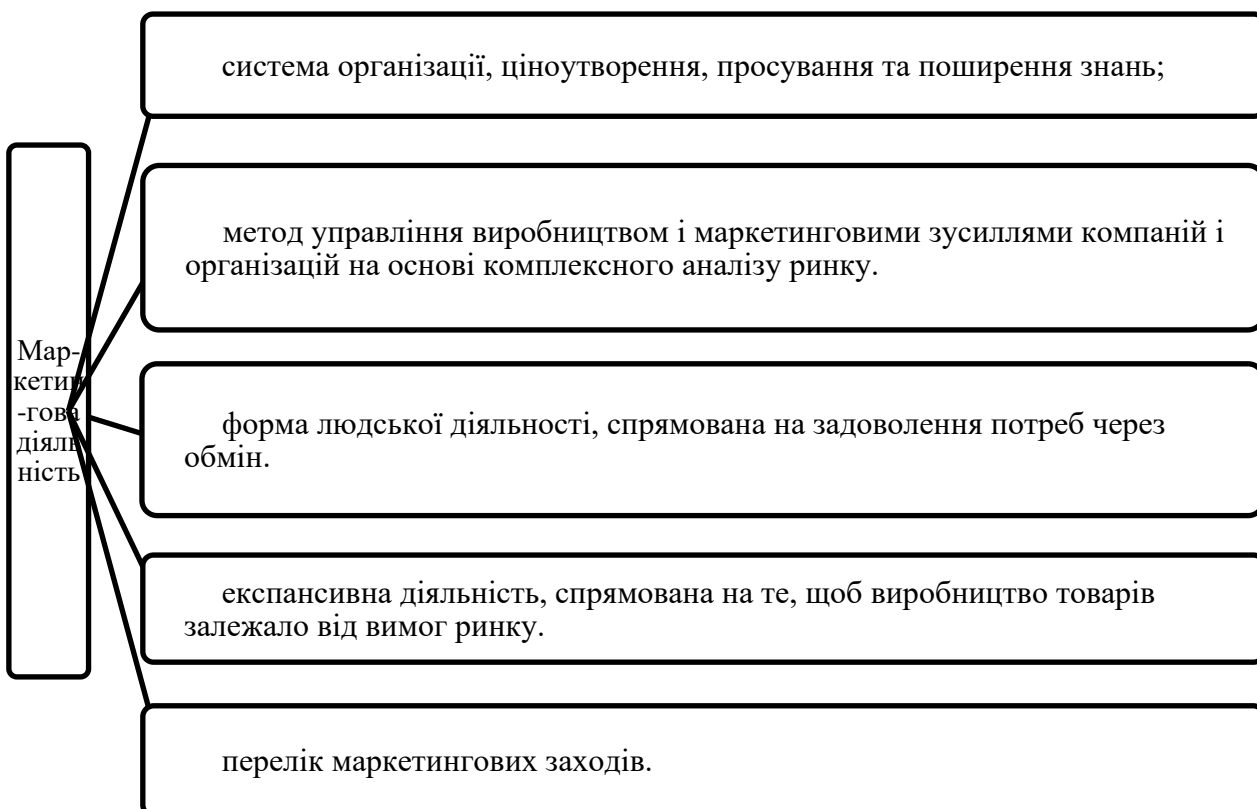 система організації, ціноутворення, просування та поширення знань;
метод управління виробництвом і маркетинговими зусиллями компаній і
організацій на основі комплексного аналізу ринку.
Мар-
кетин
-гова
діяль
ність
форма людської діяльності, спрямована на задоволення потреб через
обмін.
експансивна діяльність, спрямована на те, щоб виробництво товарів
залежало від вимог ринку.
перелік маркетингових заходів.